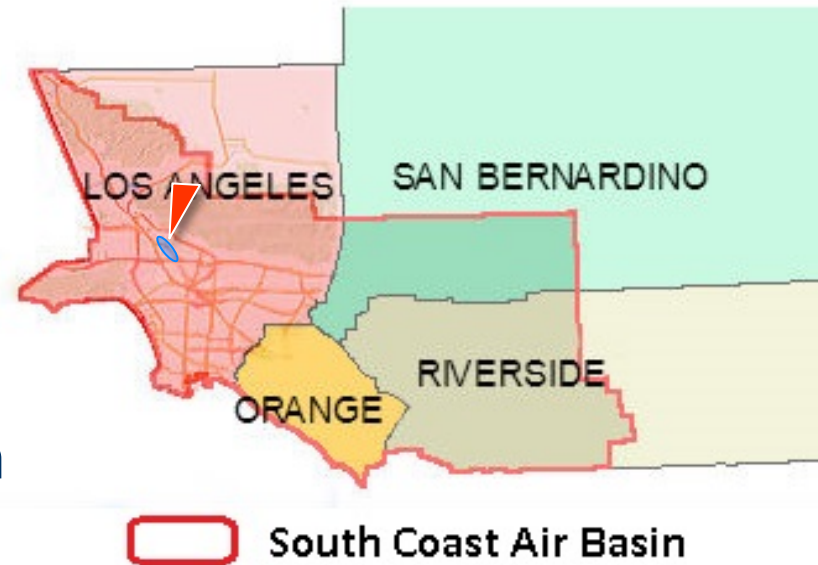 SAN BERNARDINO
LOS ANGELES
RIVERSIDE
ORANGE
South Coast Air Basin